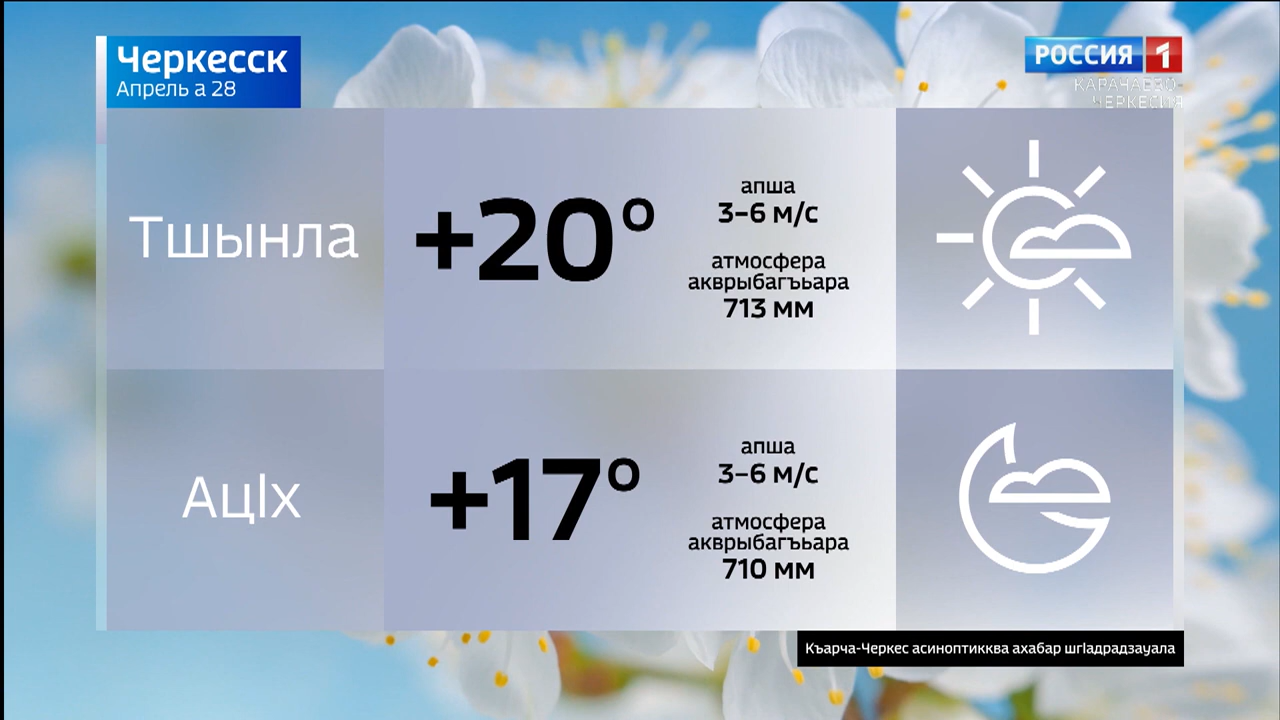 Черкесск
Апрель а 28
РОССИЯ 1
КАРАЧАЕВО-
ЧЕРКЕСИЯ
Тшынла
+20°
апша
3-6 м/с
атмосфера
акврыбагъьара
713 мм
АцӀх
+17°
апша
3-6 м/с
атмосфера
акврыбагъьара
710 мм
Къарча-Черкес асиноптикква ахабар шгӀадрадзауала